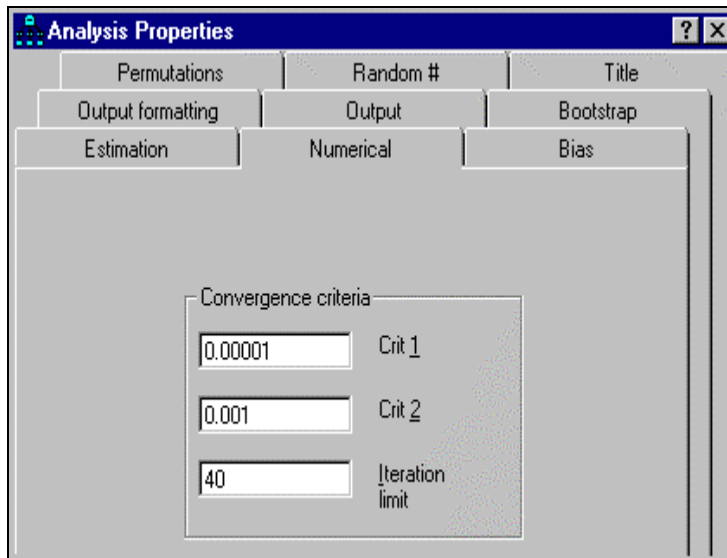 Analysis Properties
Permutations Random # Title
Output formatting Output Bootstrap
Estimation Numerical Bias
Convergence criteria
0.00001 Crit 1
0.001 Crit 2
40 Iteration
limit